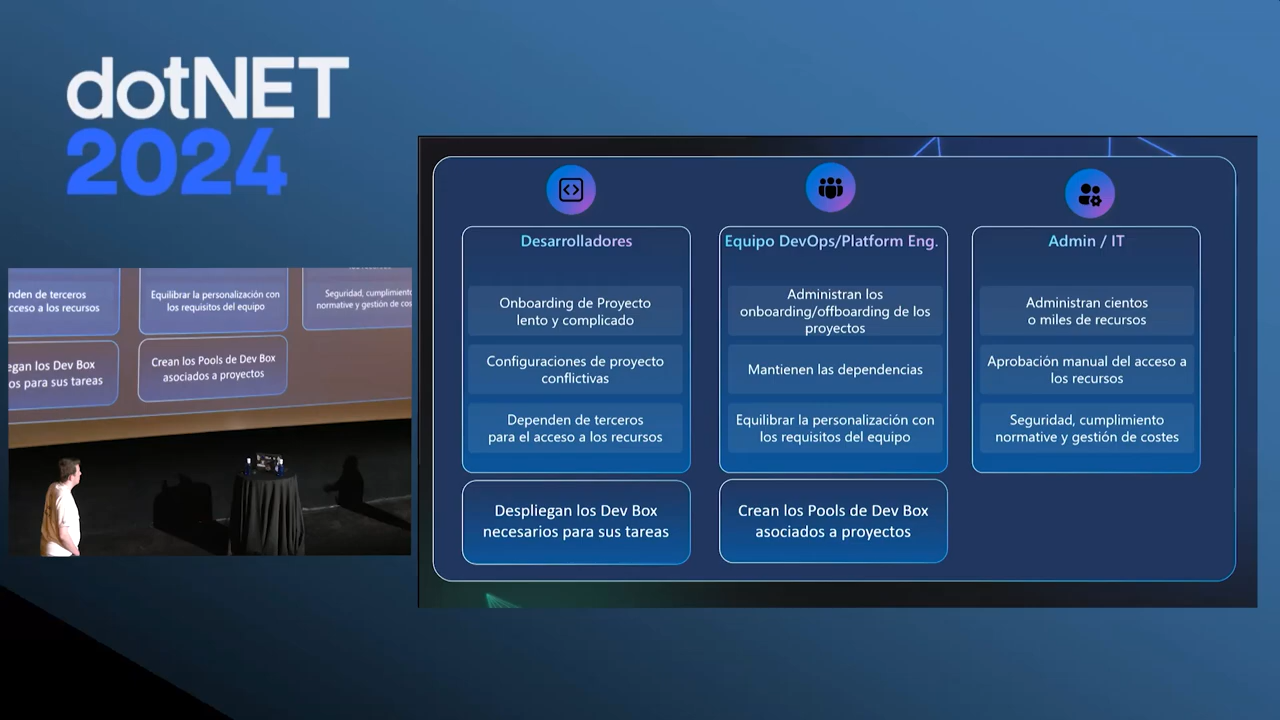 dotNET
2024
Desarrolladores
Onboarding de Proyecto
lento y complicado
Configuraciones de proyecto
conflictivas
Dependen de terceros
para el acceso a los recursos
Despliegan los Dev Box
necesarios para sus tareas
Equipo DevOps/Platform Eng.
Administran los
onboarding/offboarding de los
proyectos
Mantienen las dependencias
Equilibrar la personalización con
los requisitos del equipo
Crean los Pools de Dev Box
asociados a proyectos
Admin / IT
Administran cientos
o miles de recursos
Aprobación manual del acceso a
los recursos
Seguridad, cumplimiento
normative y gestión de costes
nden de terceros
cceso a los recursos
egan los Dev Box
os para sus tareas
Equilibrar la personalización con
los requisitos del equipo
Crean los Pools de Dev Box
asociados a proyectos
Seguridad, cumplimiento
normative y gestión de cos